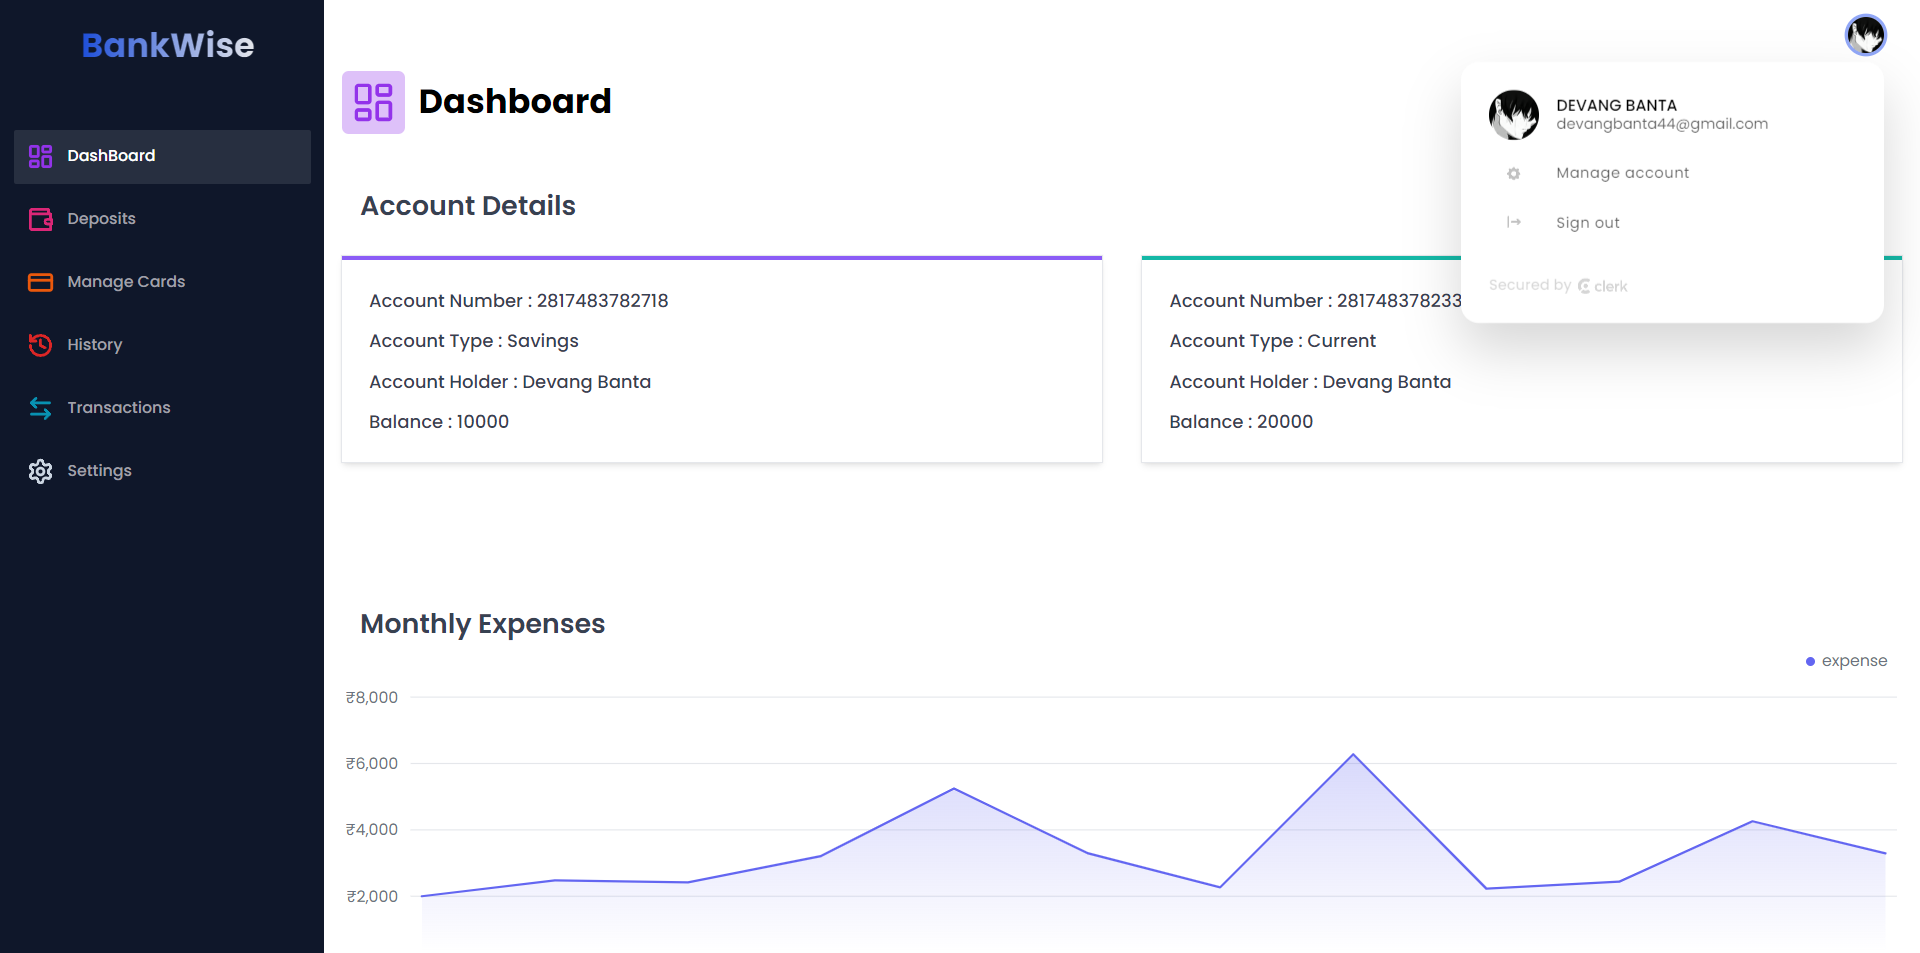 BankWise
DashBoard
Deposits
Manage Cards
History
Transactions
Settings
Dashboard
DEVANG BANTA
devangbanta44@gmail.com
Manage account
Sign out
Secured by clerk
Account Details
Account Number : 2817483782718
Account Type : Savings
Account Holder : Devang Banta
Balance : 10000
Account Number : 281748378233
Account Type : Current
Account Holder : Devang Banta
Balance : 20000
Monthly Expenses
expense
₹8,000
₹6,000
₹4,000
₹2,000